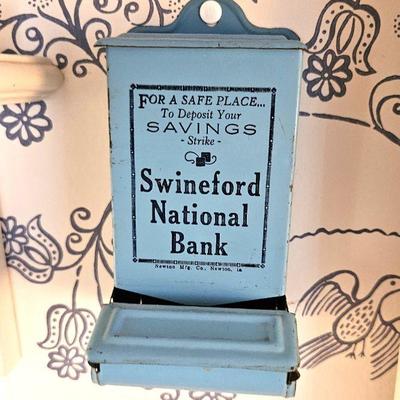 FOR A SAFE PLACE...
To Deposit Your
SAVINGS
- Strike -
Swineford
National
Bank
Newton Mfg. Co., Newton, Ia